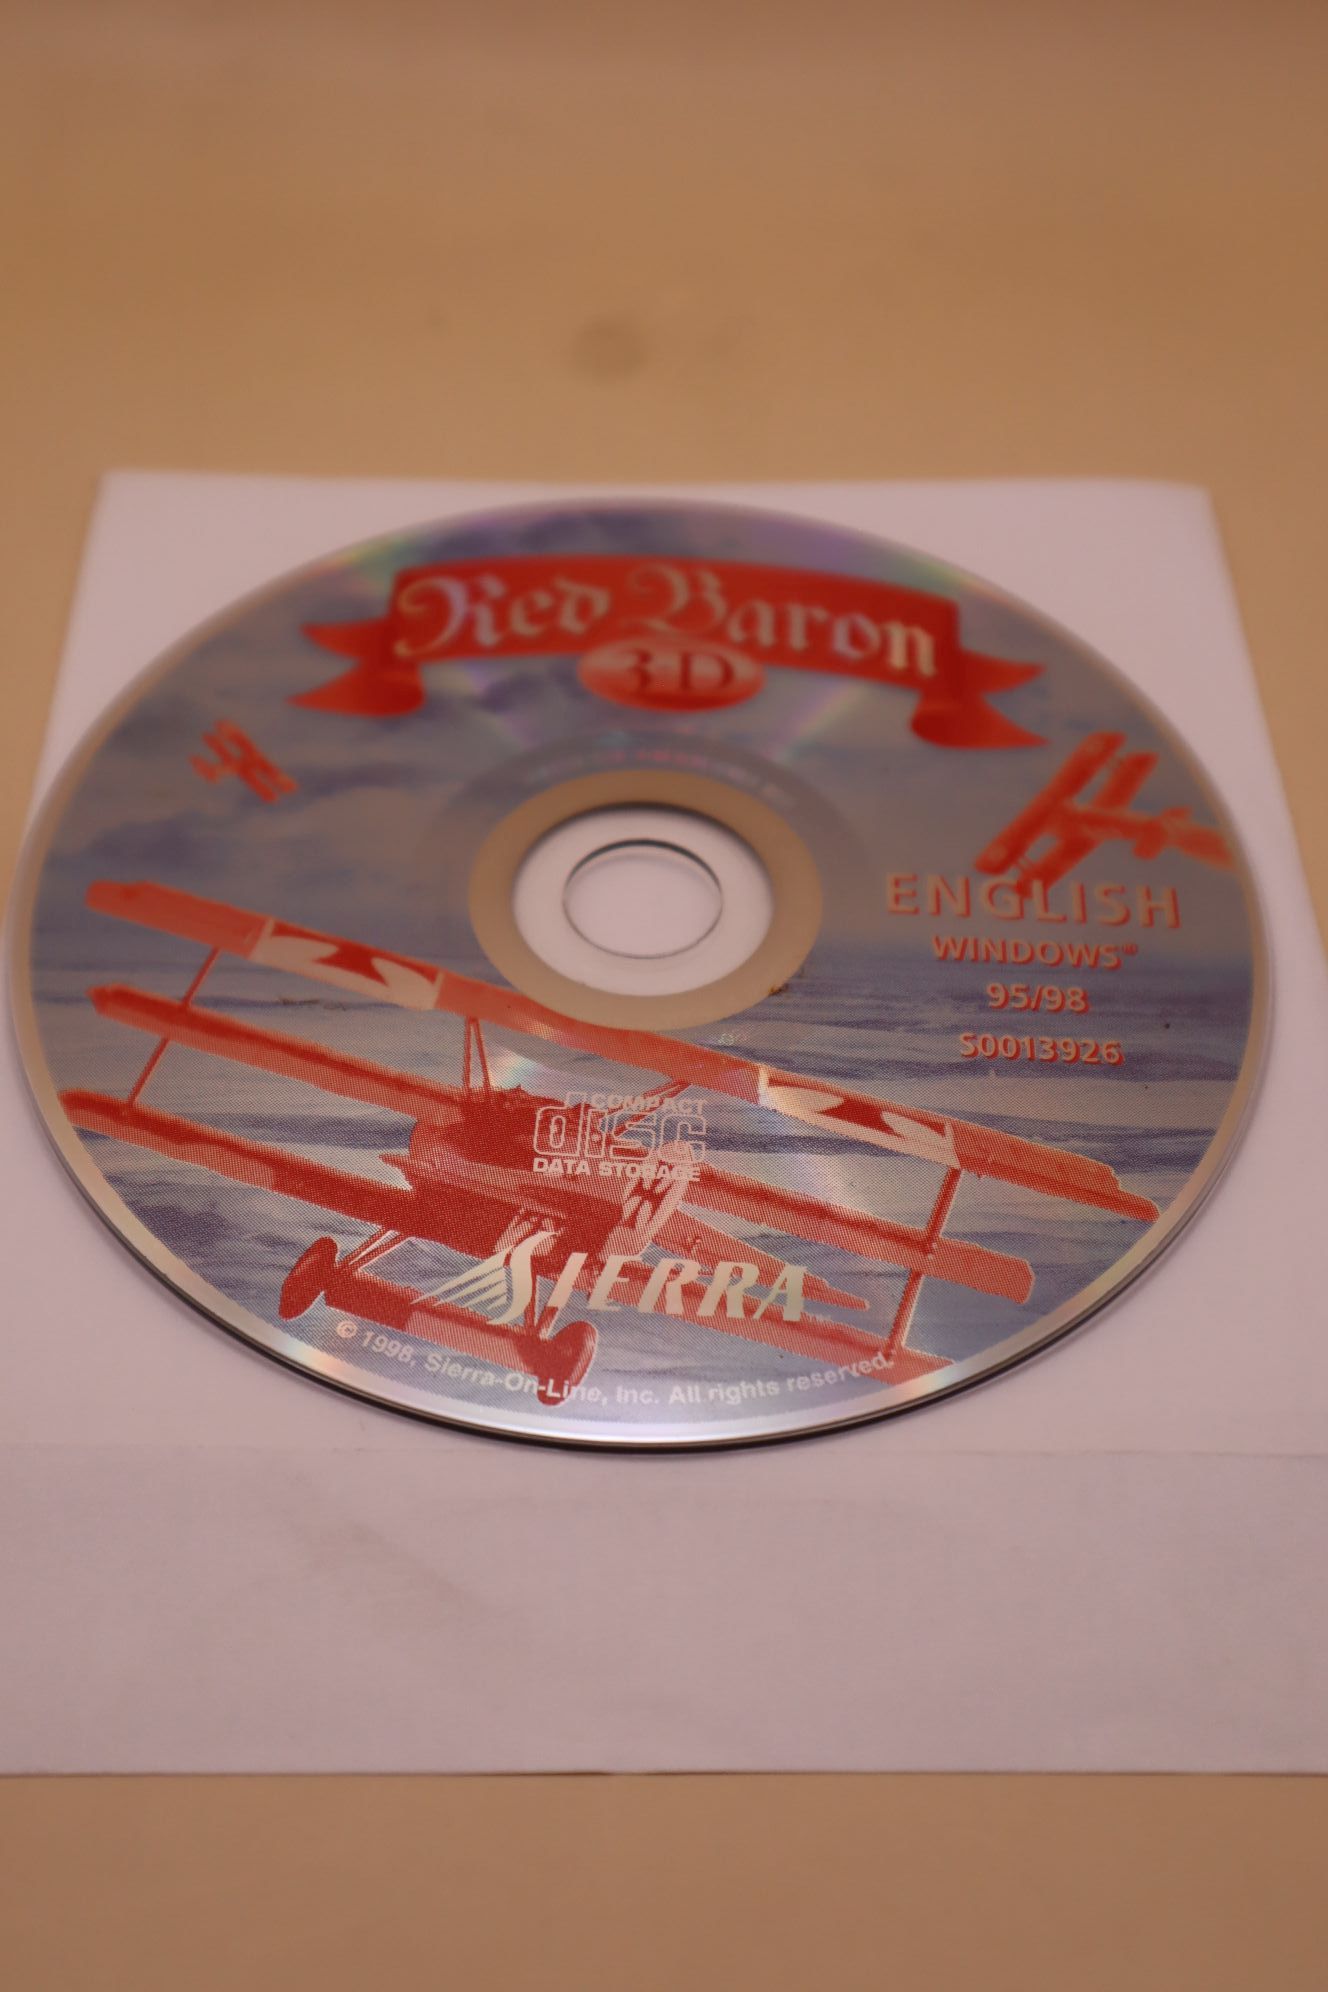 Red Baron
3-D
ENGLISH
WINDOWS™
95/98
S0013926
COMPACT
disc
DATA STORAGE
SIERRA
© 1998, Sierra-On-Line, Inc. All rights reserved.